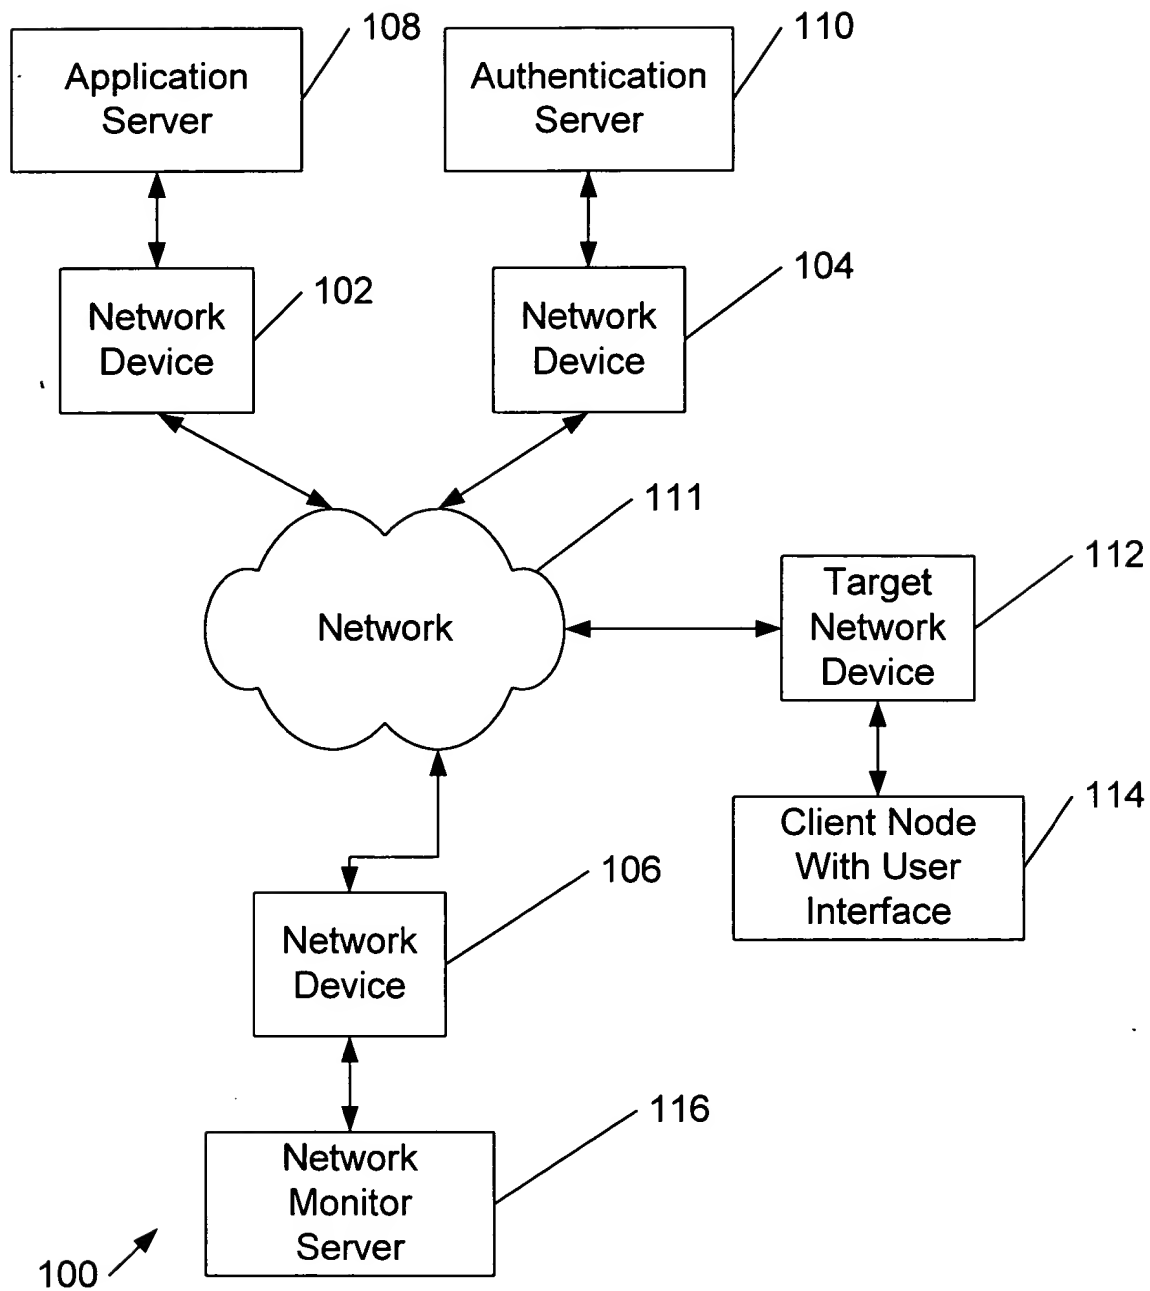 108
110
Application
Server
Authentication
Server
102
104
Network
Device
Network
Device
111
112
Network
Target
Network
Device
114
Client Node
With User
Interface
106
Network
Device
116
Network
Monitor
Server
100